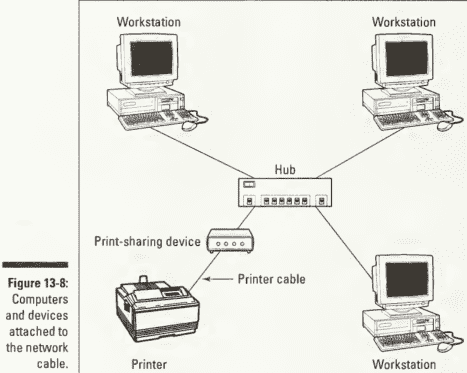 Workstation
Workstation
Hub
Print-sharing device
Printer cable
Printer
Workstation
Figure 13-8:
Computers
and devices
attached to
the network
cable.